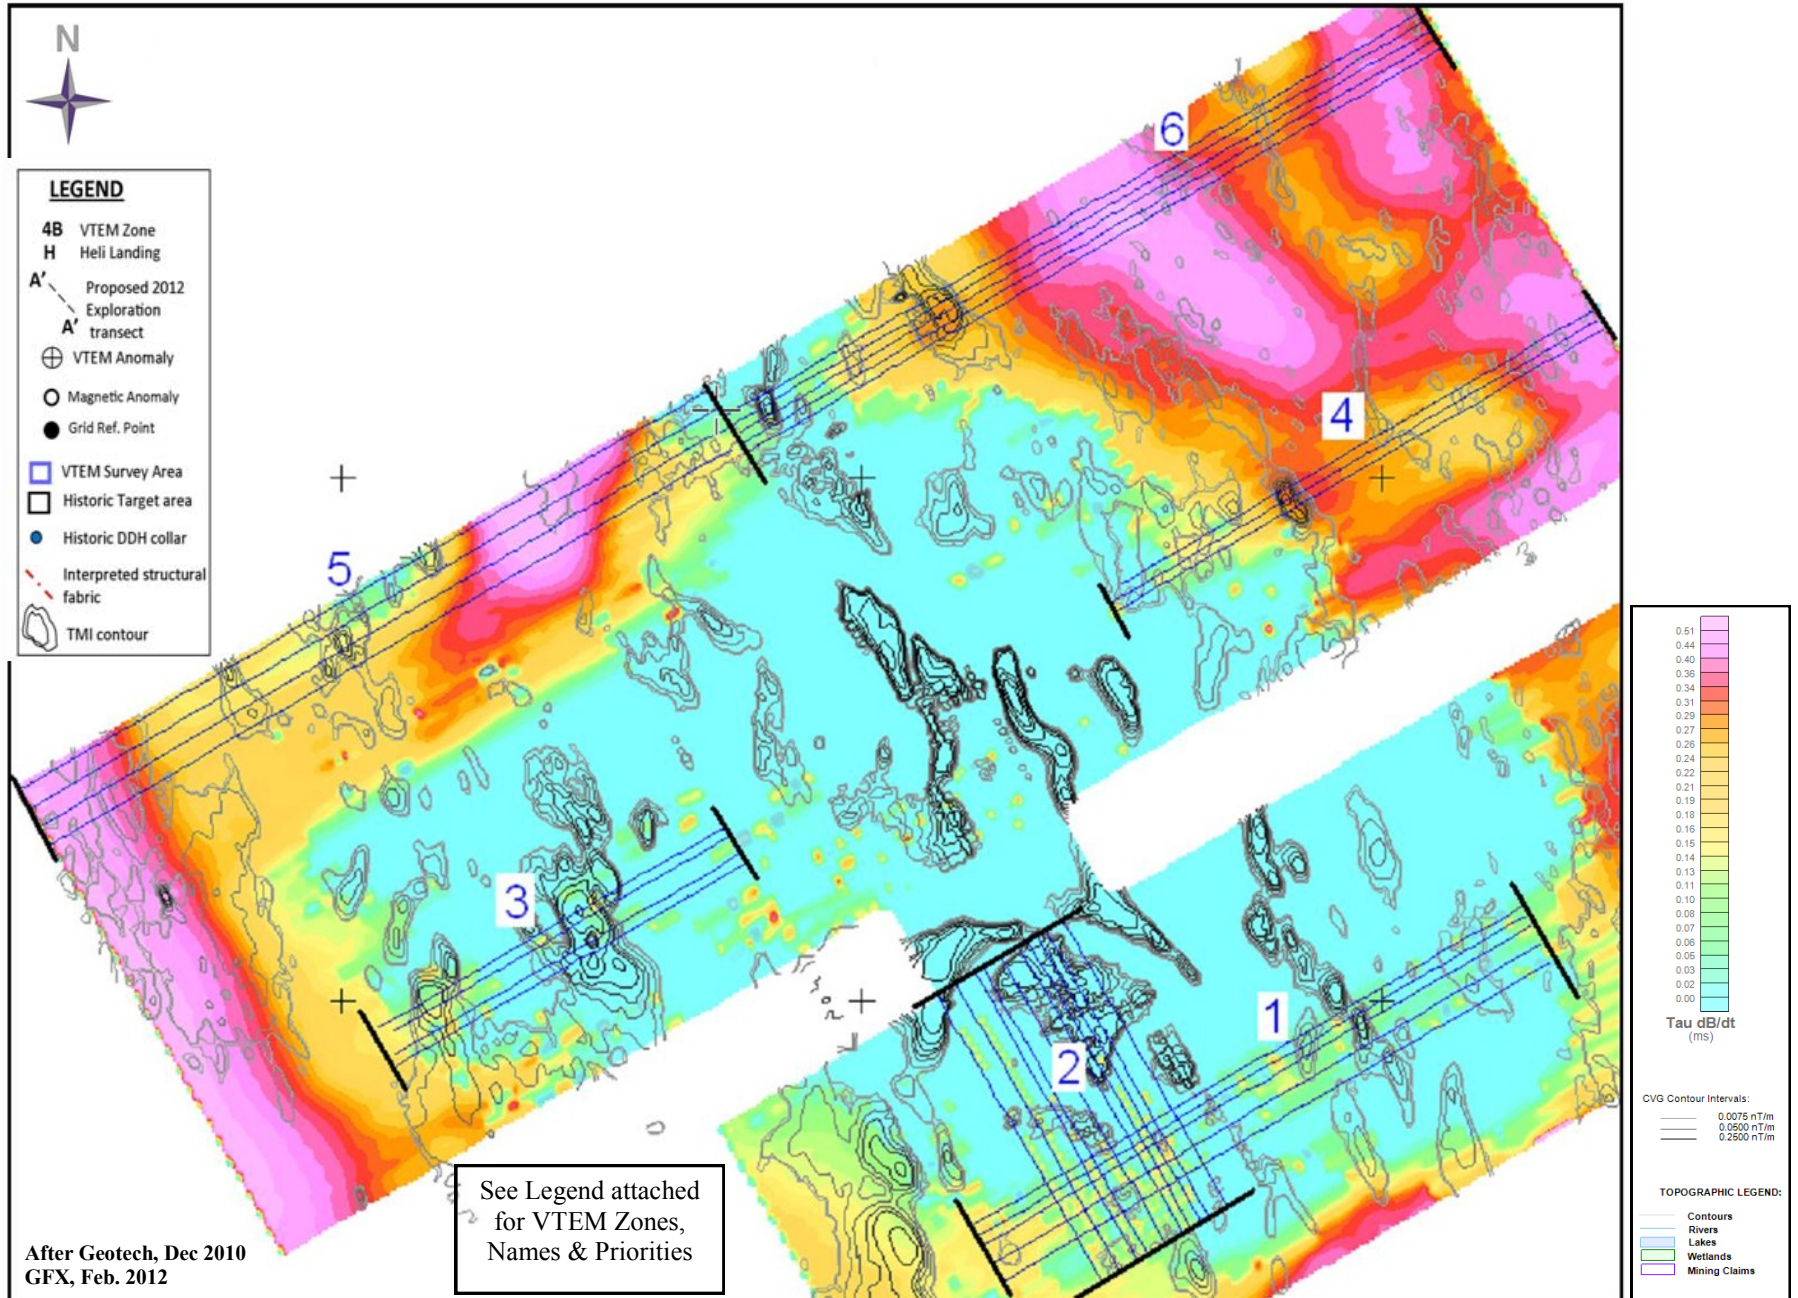 N
LEGEND
4B VTEM Zone
H Heli Landing
A' Proposed 2012
Exploration
A' transect
VTEM Anomaly
Magnetic Anomaly
Grid Ref. Point
VTEM Survey Area
Historic Target area
Historic DDH collar
Interpreted structural
fabric
TMI contour
6
4
5
3
1
2
See Legend attached
for VTEM Zones,
Names & Priorities
After Geotech, Dec 2010
GFX, Feb. 2012
0.51
0.44
0.40
0.36
0.34
0.31
0.29
0.27
0.26
0.24
0.22
0.21
0.19
0.18
0.16
0.15
0.14
0.13
0.11
0.10
0.08
0.07
0.06
0.05
0.03
0.02
0.00
Tau dB/dt
(ms)
CVG Contour Intervals:
0.0075 nT/m
0.0500 nT/m
0.2500 nT/m
TOPOGRAPHIC LEGEND:
Contours
Rivers
Lakes
Wetlands
Mining Claims